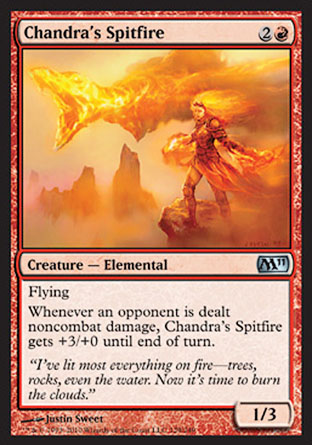 Chandra's Spitfire 2
Creature — Elemental M11
Flying
Whenever an opponent is dealt
noncombat damage, Chandra's Spitfire
gets +3/+0 until end of turn.
"I've lit most everything on fire—trees,
rocks, even the water. Now it's time to burn
the clouds."
1/3
Justin Sweet